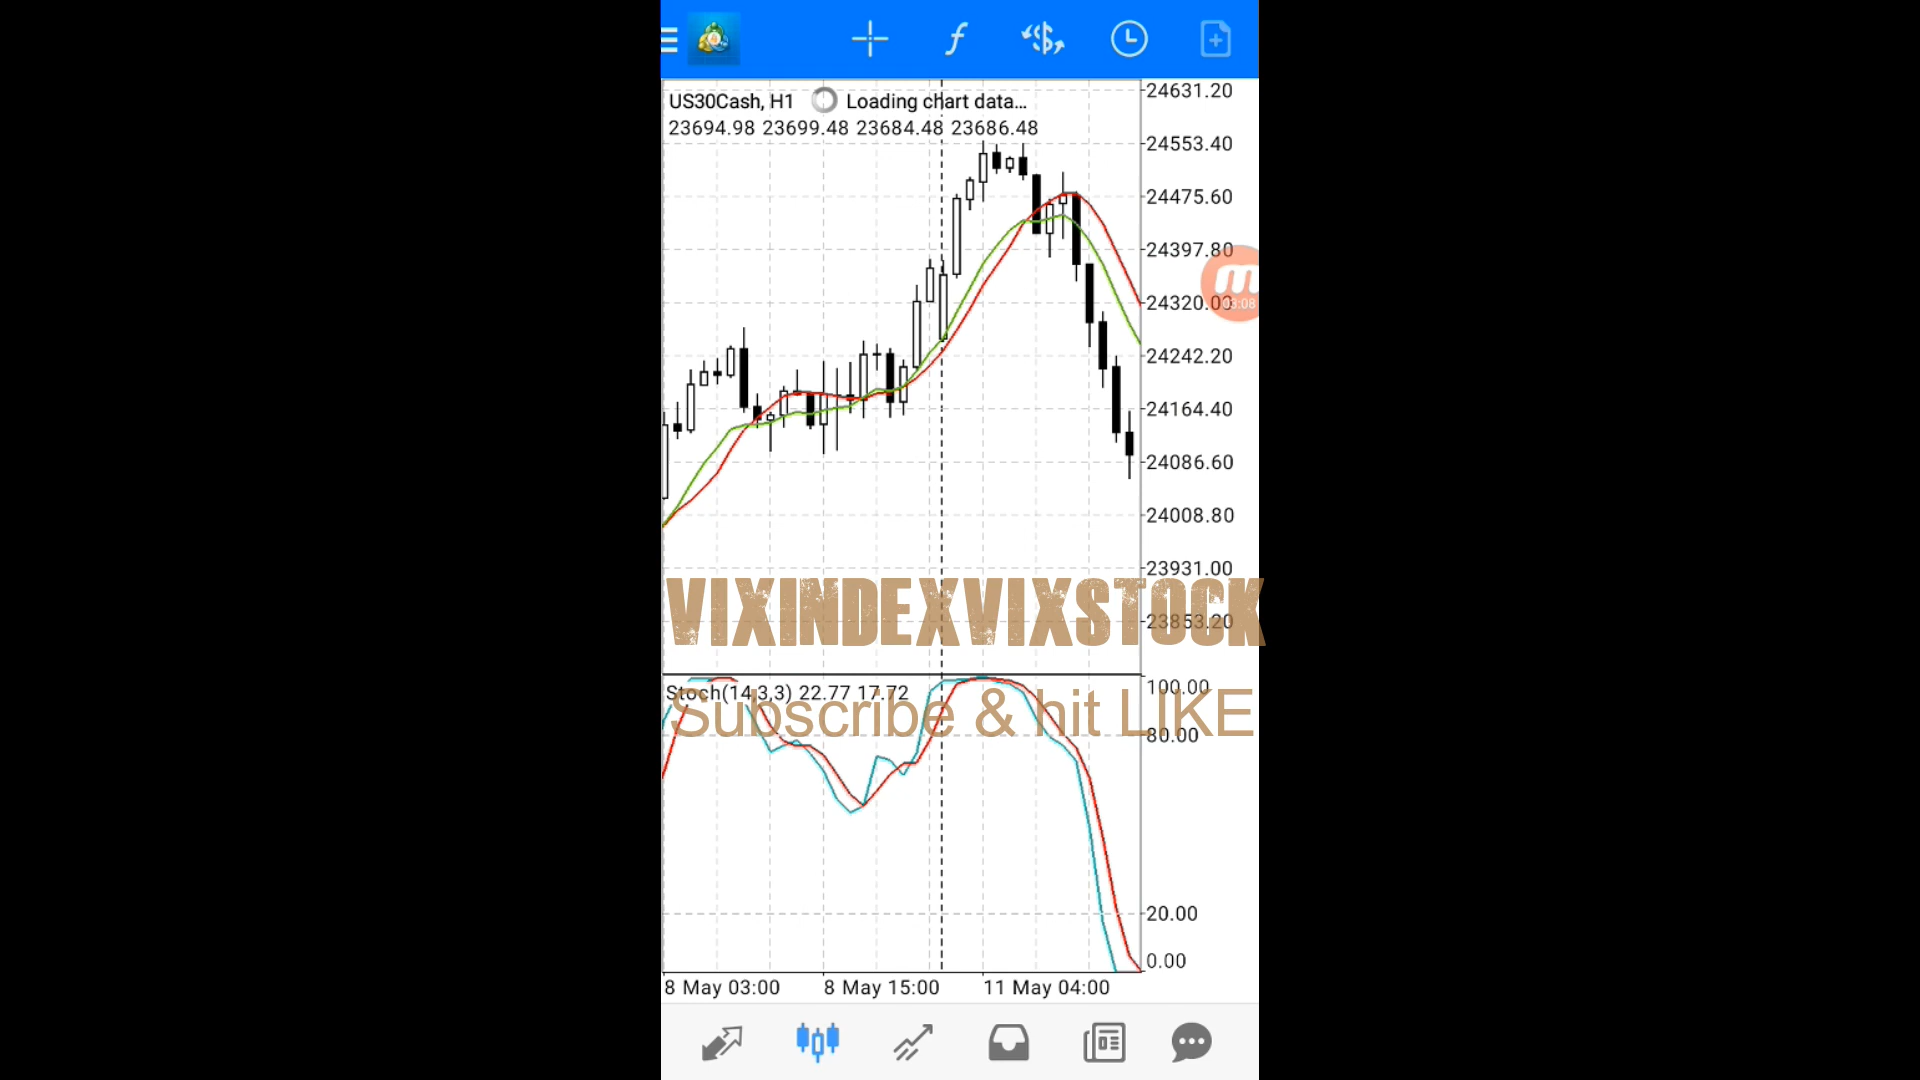 US30Cash, H1 Loading chart data...
23694.98 23699.48 23684.48 23686.48
24631.20
24553.40
24475.60
24397.80
24320.00
03:08
24242.20
24164.40
24086.60
24008.80
23931.00
VIXINDEXVIXSTOCK
23853.20
Stoch(14,3,3) 22.77 17.72
100.00
Subscribe & hit LIKE
80.00
20.00
0.00
8 May 03:00 8 May 15:00 11 May 04:00